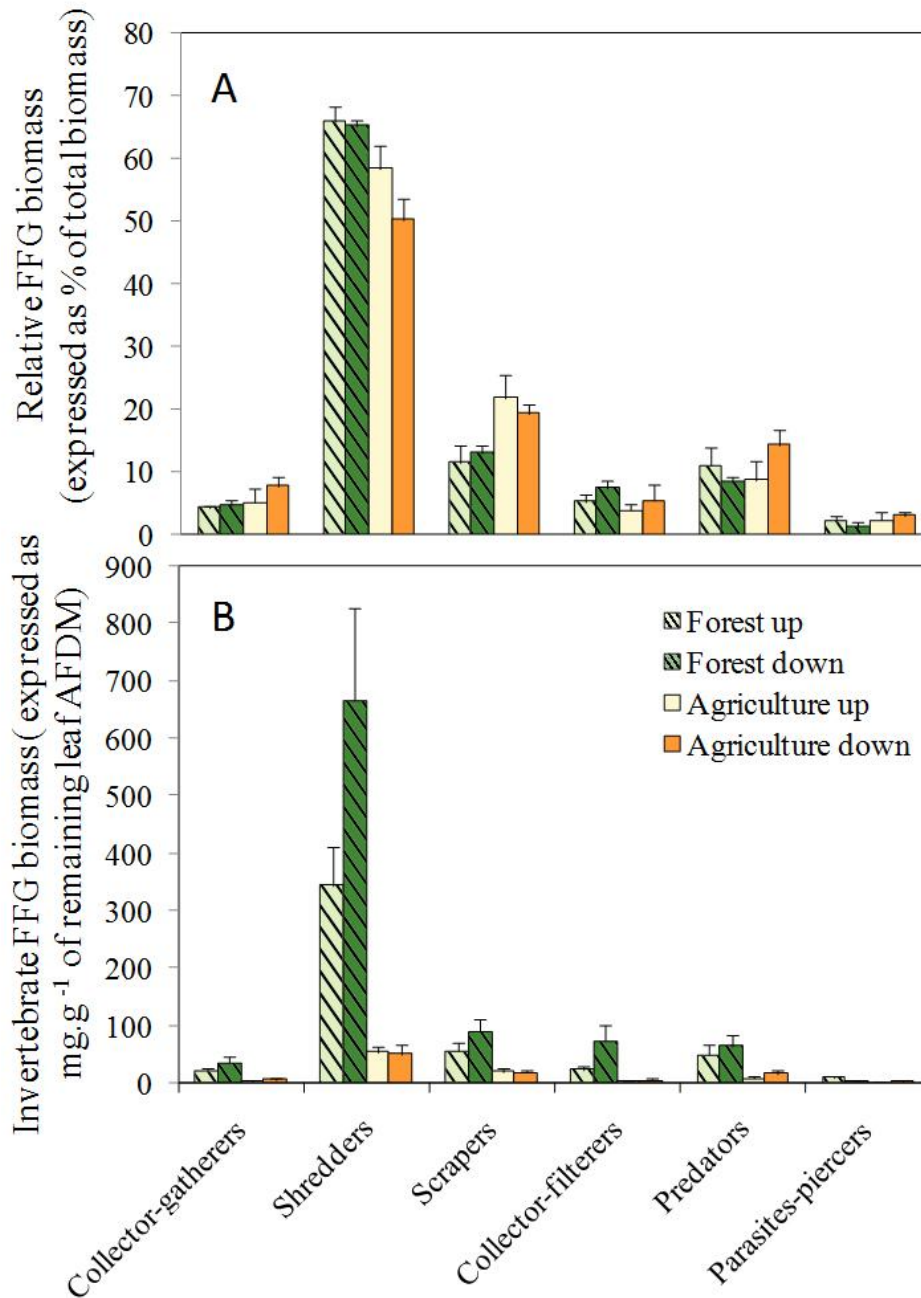 Relative FFG biomass
(expressed as % of total biomass)
80
70
60
50
40
30
20
10
0
A
Invertebrate FFG biomass ( expressed as
mg.g⁻¹ of remaining leaf AFDM)
900
800
700
600
500
400
300
200
100
0
B
Forest up
Forest down
Agriculture up
Agriculture down
Collector-gatherers
Shredders
Scrapers
Collector-filterers
Predators
Parasites-piercers